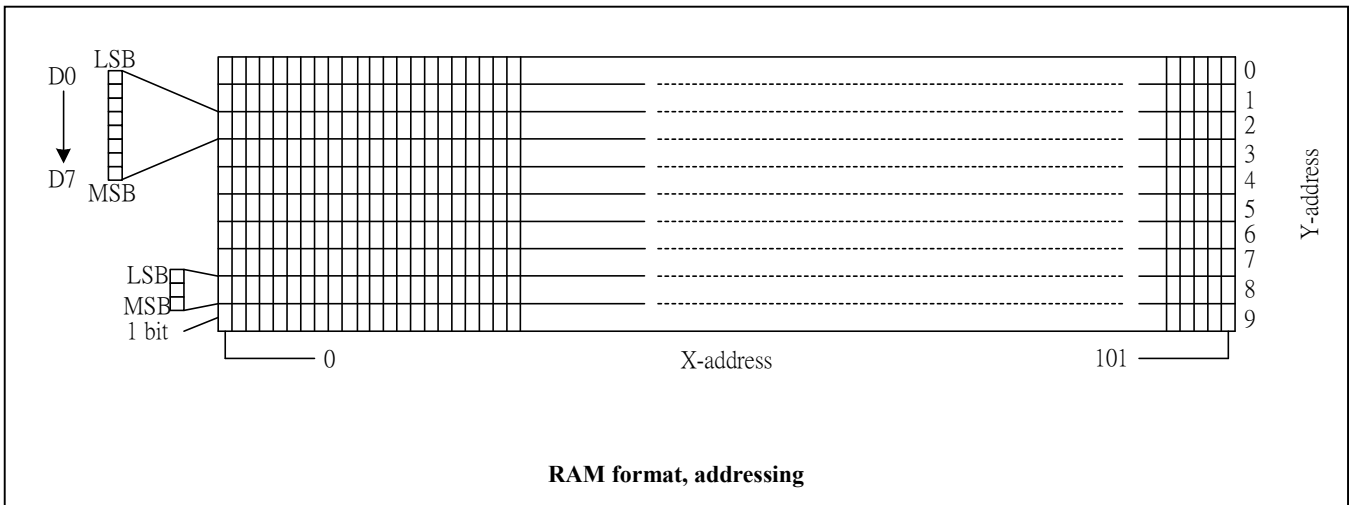 LSB
D0
D7
MSB
LSB
MSB
1 bit
0
1
2
3
4
5
6
7
8
9
Y-address
0 X-address 101
RAM format, addressing